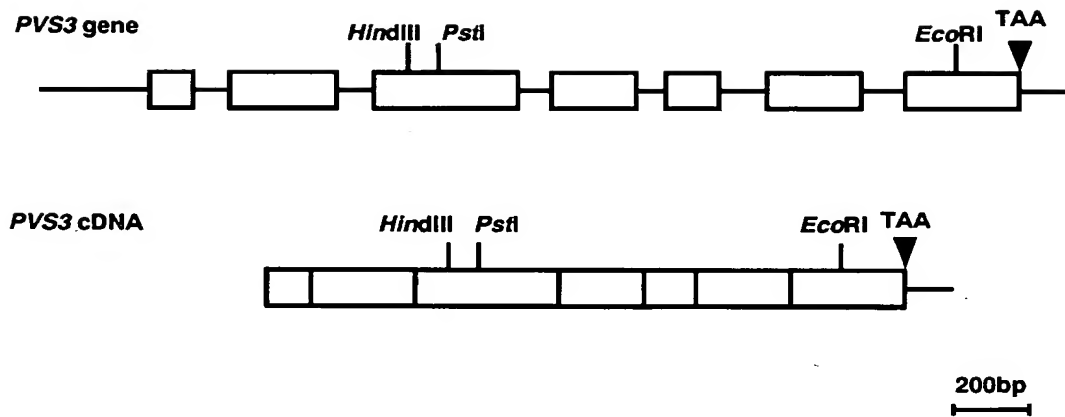 PVS3 gene HindIII PstI EcoRI TAA
PVS3 cDNA HindIII PstI EcoRI TAA
200bp